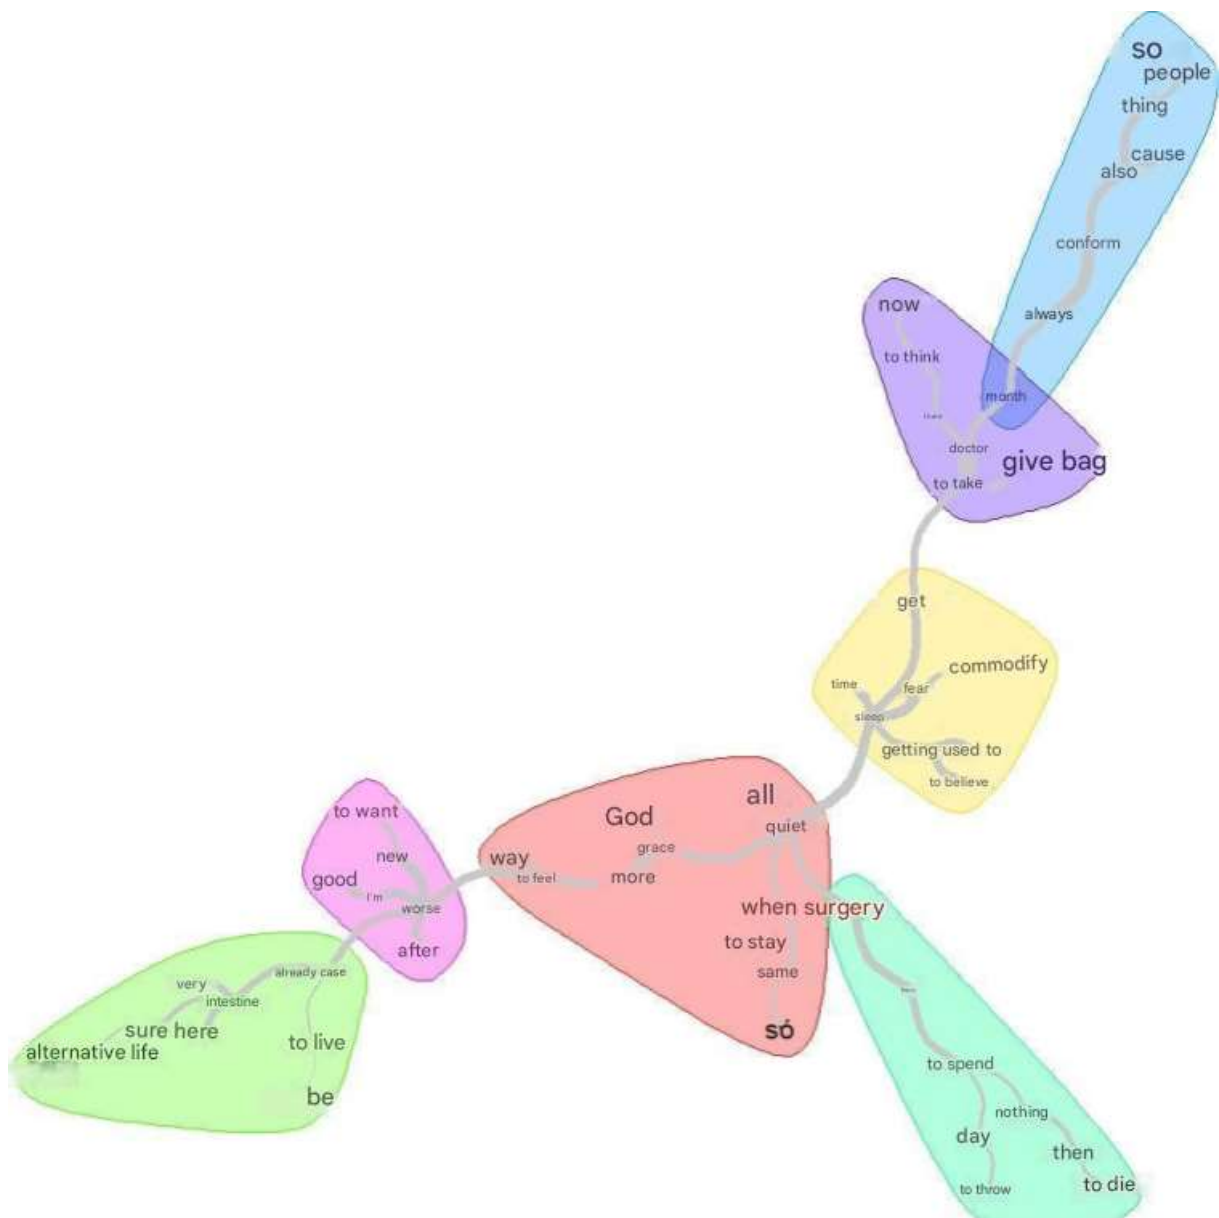 so
people
thing
cause
also
conform
always
month
now
to think
doctor
give bag
to take
get
commodify
time
fear
sleep
getting used to
to believe
all
God
quiet
grace
way
to feel
more
when surgery
to stay
same
só
to want
new
good
I'm
worse
after
already case
very
intestine
sure here
to live
alternative life
be
to spend
nothing
day
then
to die
to throw